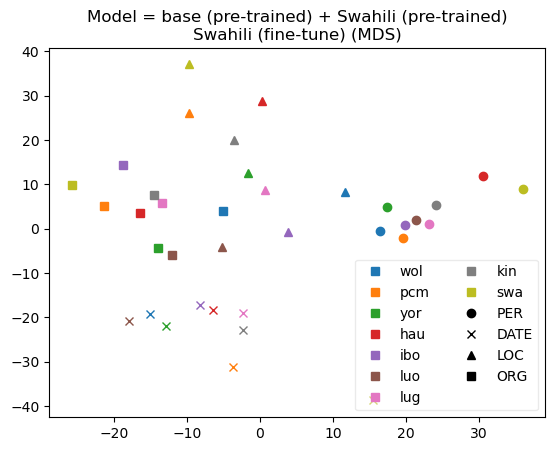 Model = base (pre-trained) + Swahili (pre-trained)
Swahili (fine-tune) (MDS)
40
30
20
10
0
−10
−20
−30
−40
−20
−10
0
10
20
30
wol
pcm
yor
hau
ibo
luo
lug
kin
swa
PER
DATE
LOC
ORG